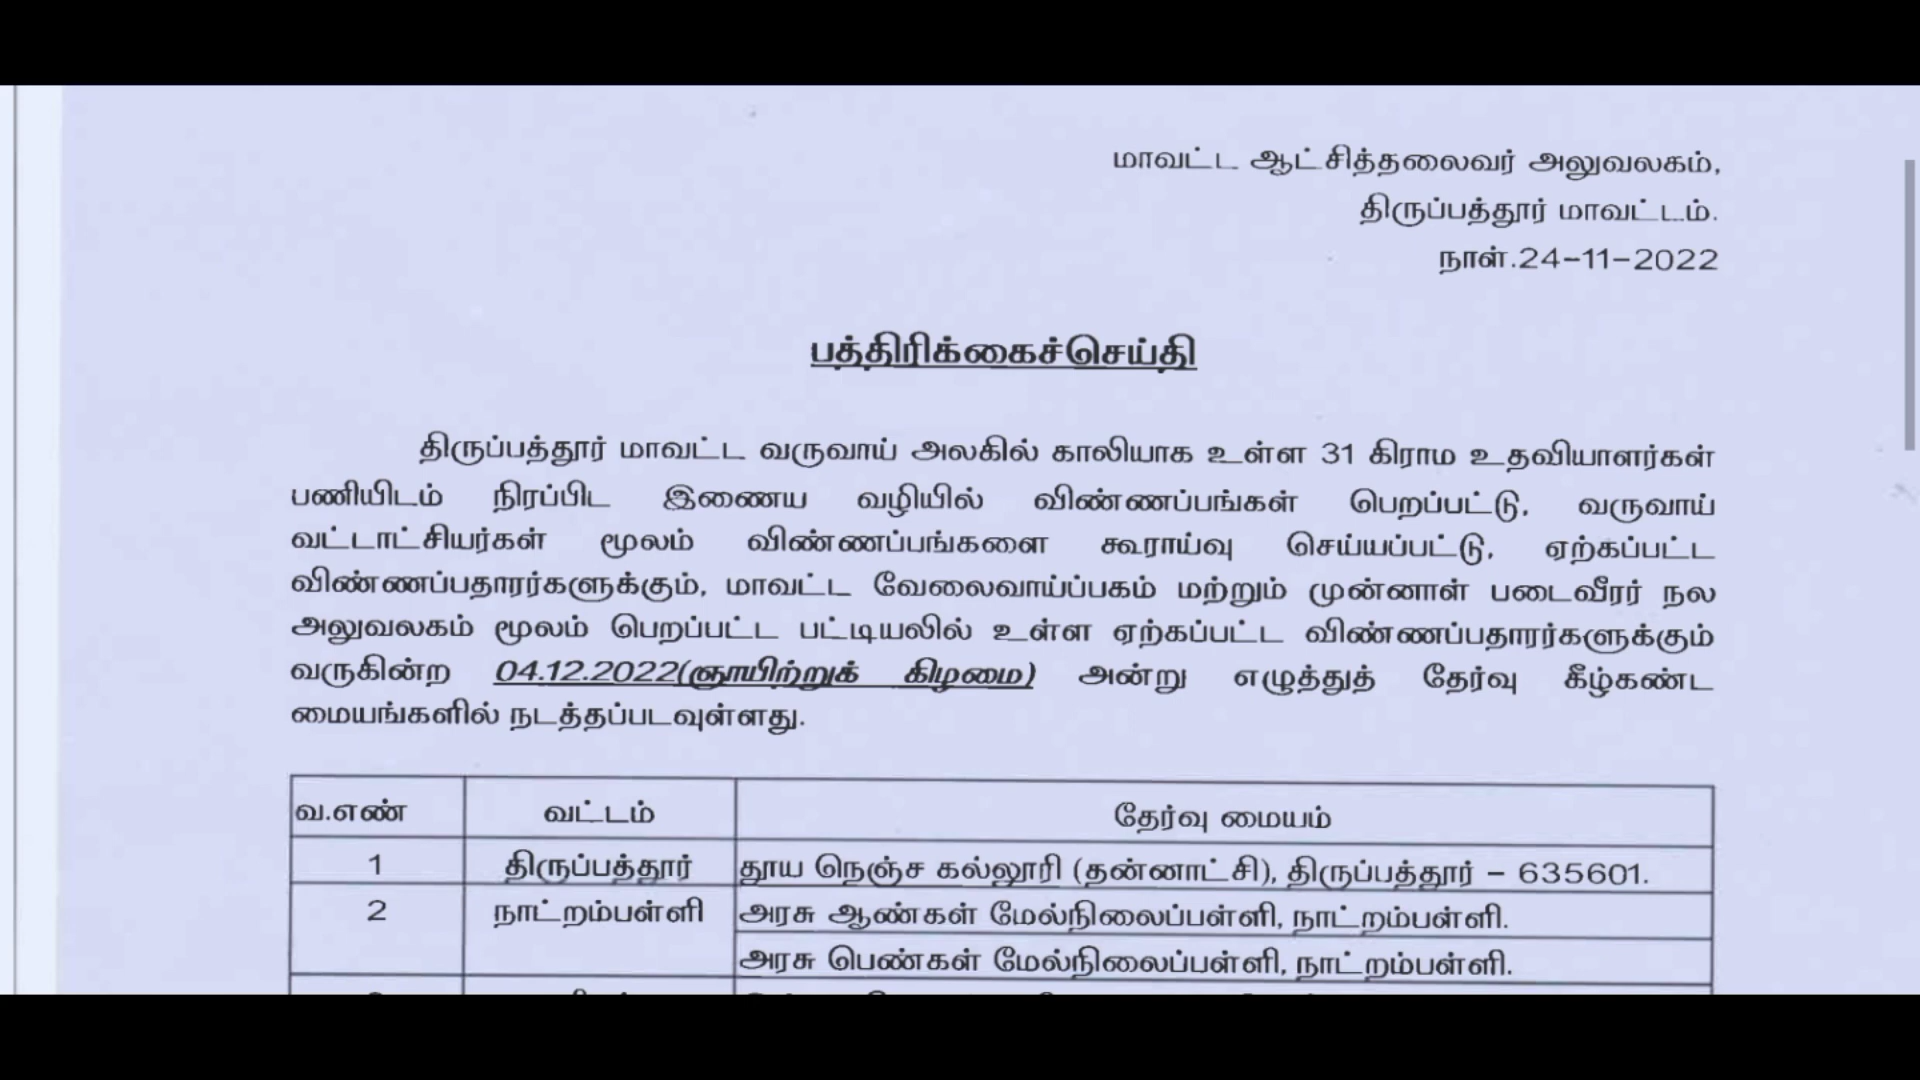 மாவட்ட ஆட்சித்தலைவர் அலுவலகம்,
திருப்பத்தூர் மாவட்டம்.
நாள்.24-11-2022
பத்திரிக்கைச்செய்தி
திருப்பத்தூர் மாவட்ட வருவாய் அலகில் காலியாக உள்ள 31 கிராம உதவியாளர்கள்
பணியிடம் நிரப்பிட இணைய வழியில் விண்ணப்பங்கள் பெறப்பட்டு, வருவாய்
வட்டாட்சியர்கள் மூலம் விண்ணப்பங்களை கூராய்வு செய்யப்பட்டு, ஏற்கப்பட்ட
விண்ணப்பதாரர்களுக்கும், மாவட்ட வேலைவாய்ப்பகம் மற்றும் முன்னாள் படைவீரர் நல
அலுவலகம் மூலம் பெறப்பட்ட பட்டியலில் உள்ள ஏற்கப்பட்ட விண்ணப்பதாரர்களுக்கும்
வருகின்ற 04.12.2022(ஞாயிற்றுக் கிழமை) அன்று எழுத்துத் தேர்வு கீழ்கண்ட
மையங்களில் நடத்தப்படவுள்ளது.
வ.எண் வட்டம் தேர்வு மையம்
1 திருப்பத்தூர் தூய நெஞ்ச கல்லூரி (தன்னாட்சி), திருப்பத்தூர் – 635601.
2 நாட்றம்பள்ளி அரசு ஆண்கள் மேல்நிலைப்பள்ளி, நாட்றம்பள்ளி.
அரசு பெண்கள் மேல்நிலைப்பள்ளி, நாட்றம்பள்ளி.